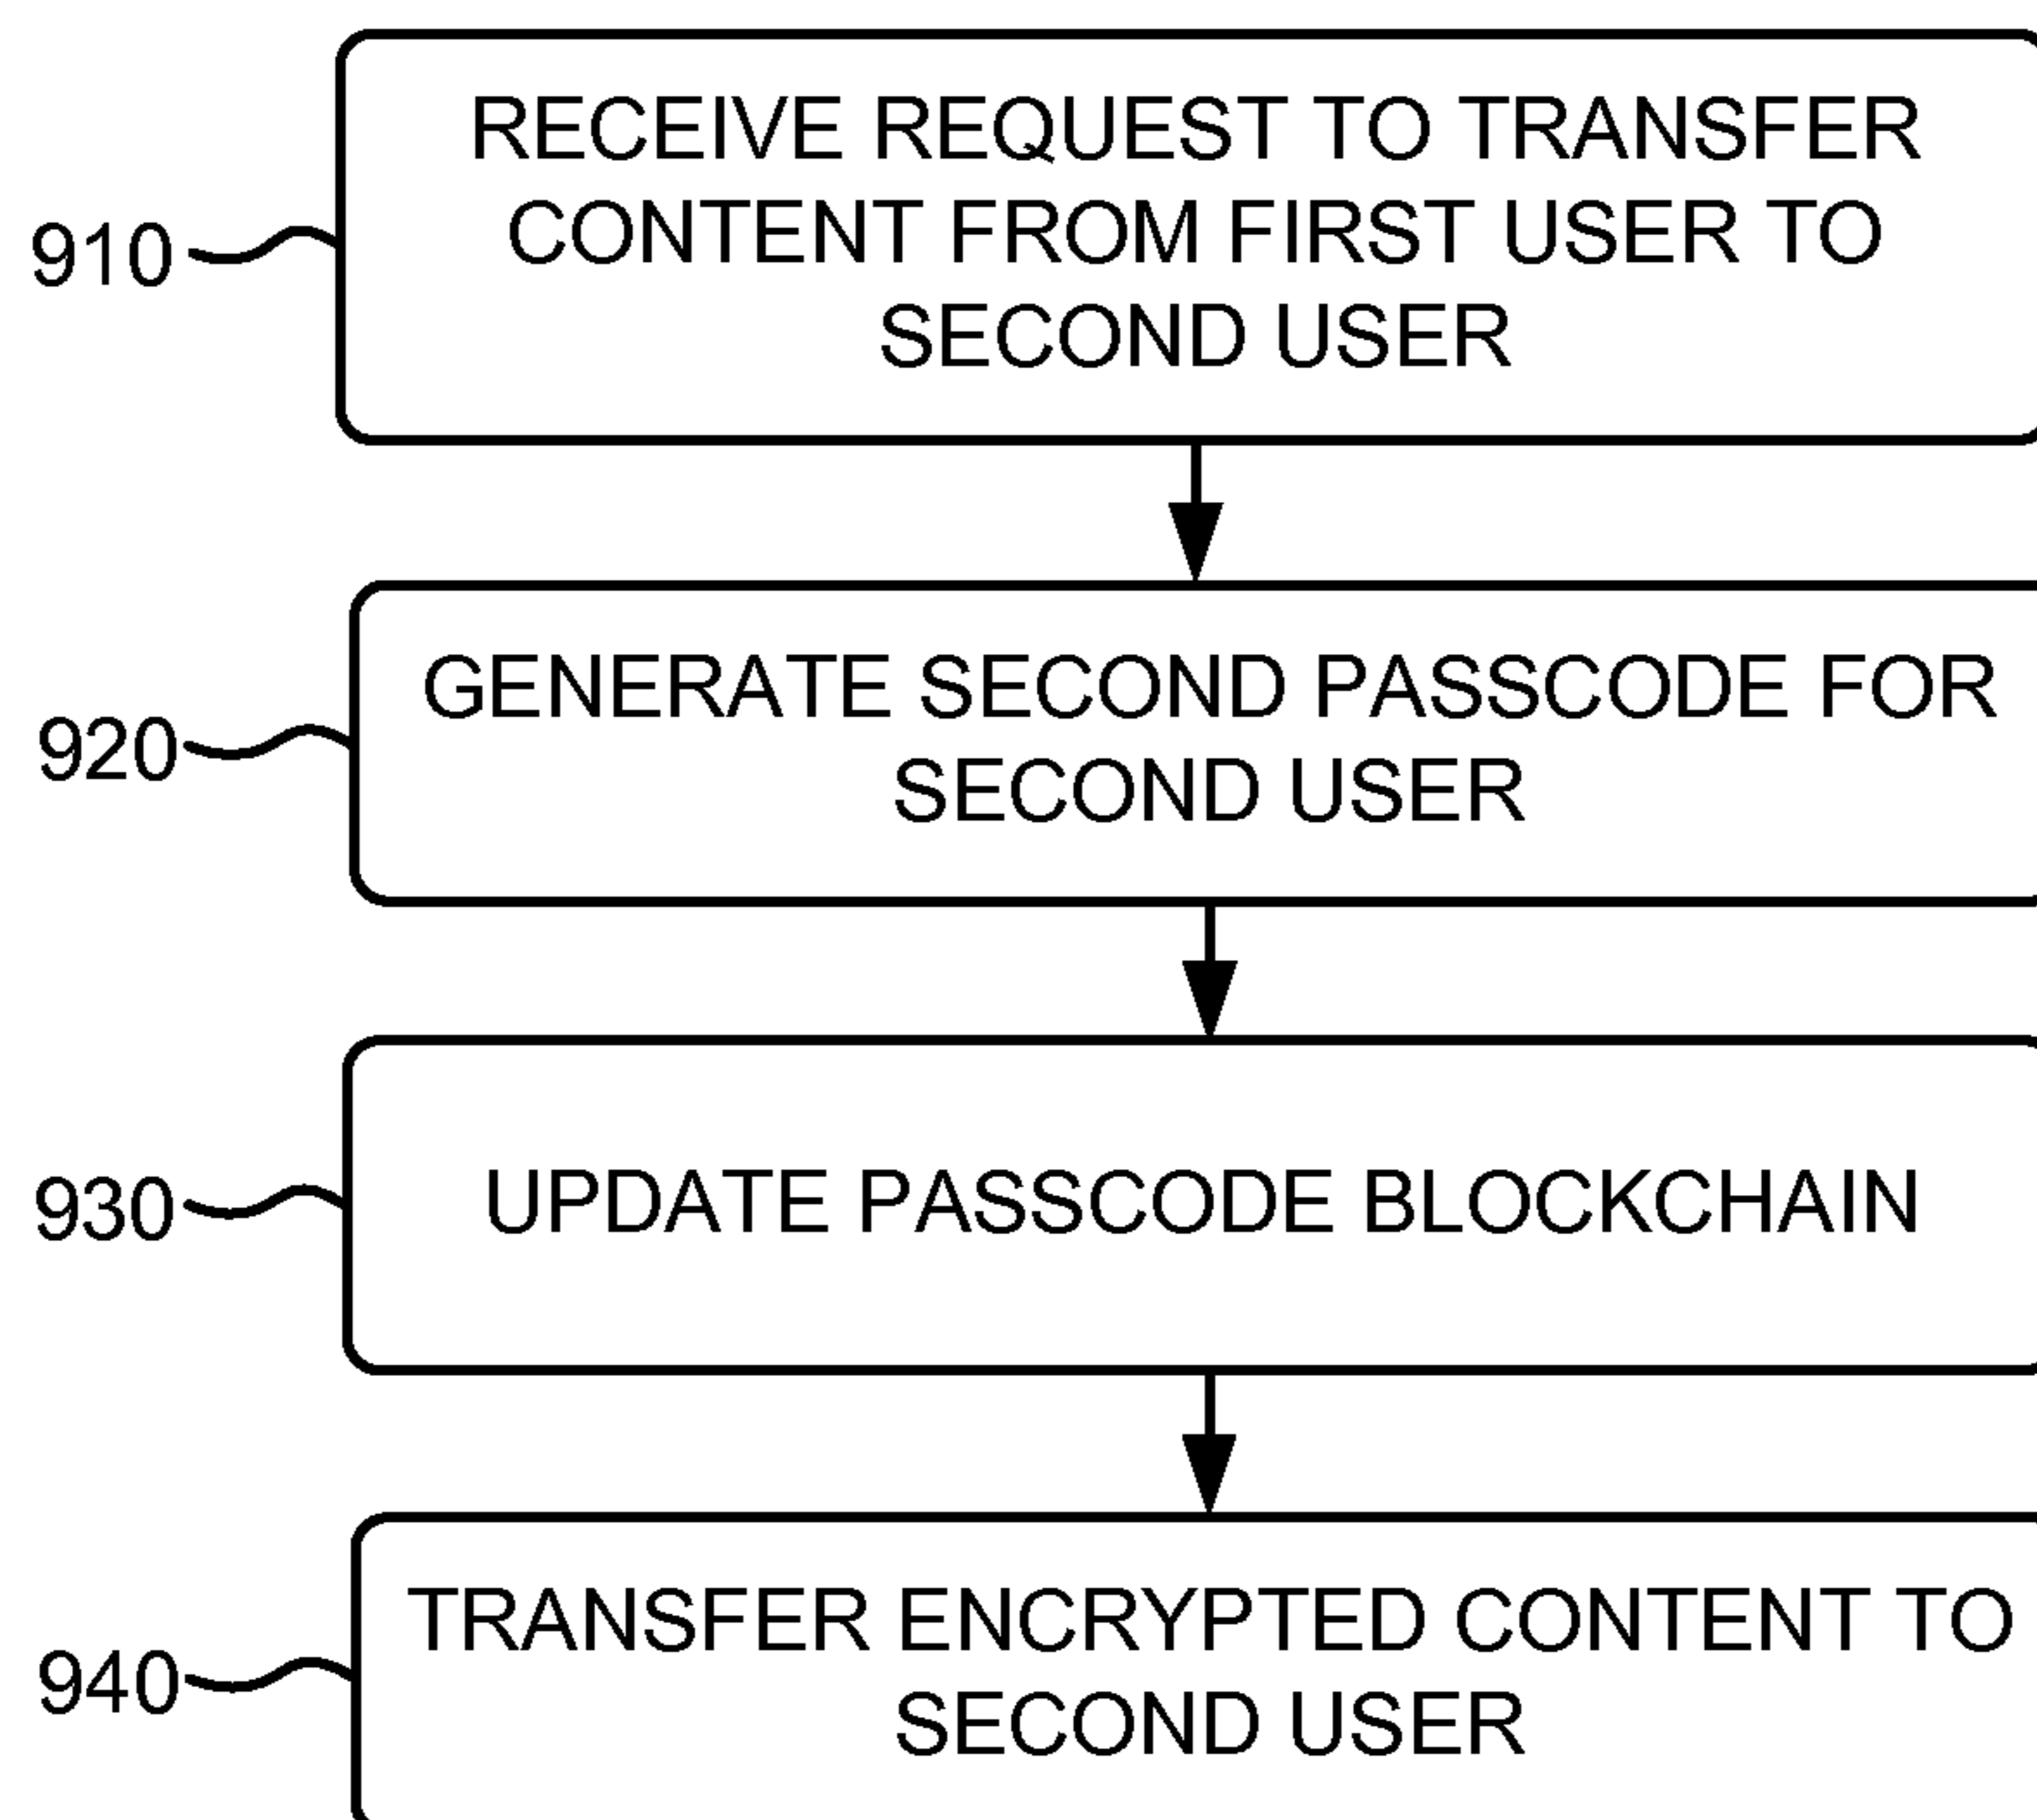 RECEIVE REQUEST TO TRANSFER
CONTENT FROM FIRST USER TO
SECOND USER
910
GENERATE SECOND PASSCODE FOR
SECOND USER
920
UPDATE PASSCODE BLOCKCHAIN
930
TRANSFER ENCRYPTED CONTENT TO
SECOND USER
940